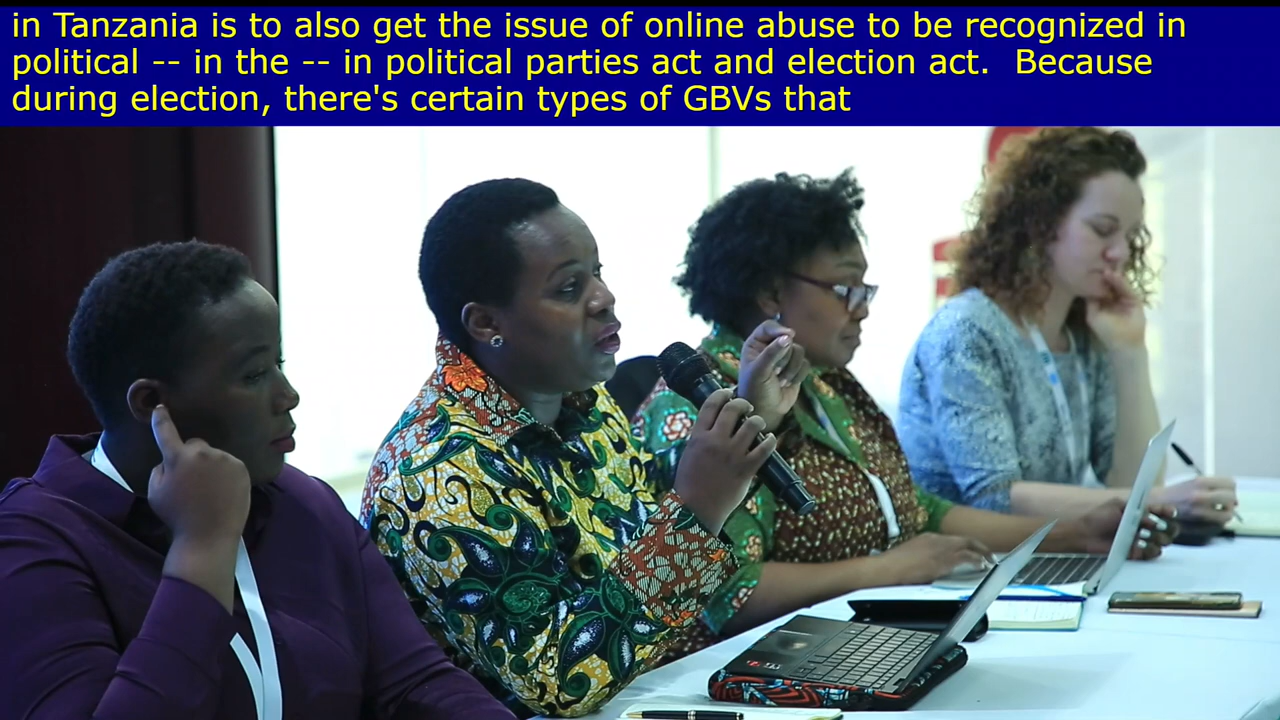 in Tanzania is to also get the issue of online abuse to be recognized in
political -- in the -- in political parties act and election act.  Because
during election, there's certain types of GBVs that